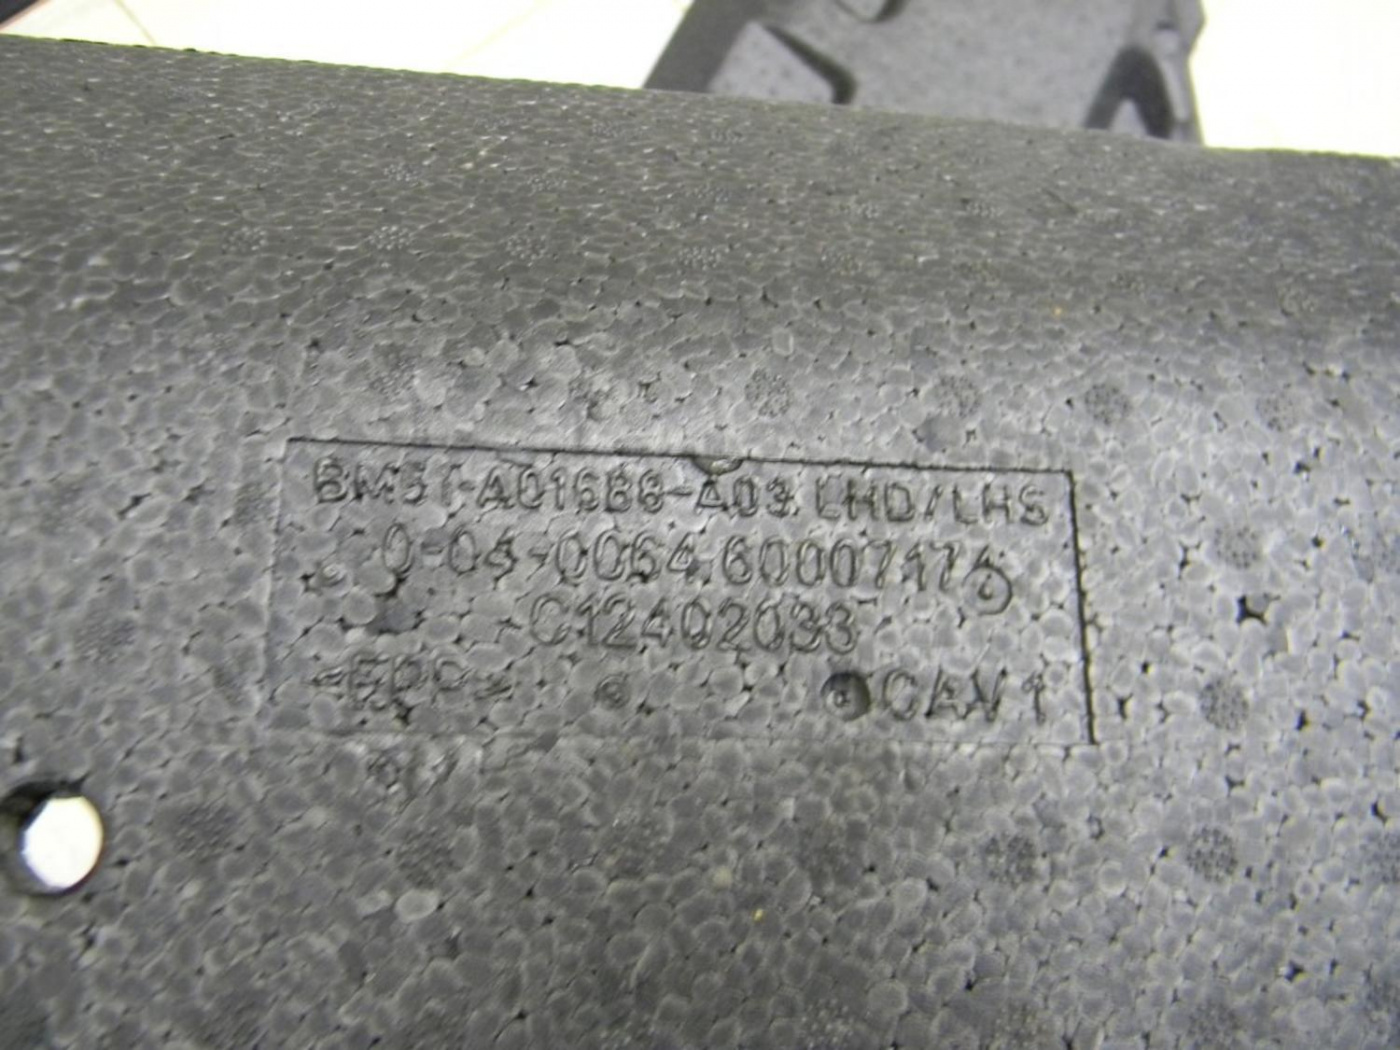 BM51-A01688-A03 LHD/LHS
0-04-0064.60007174
C12402033
>EPP< CAV 1